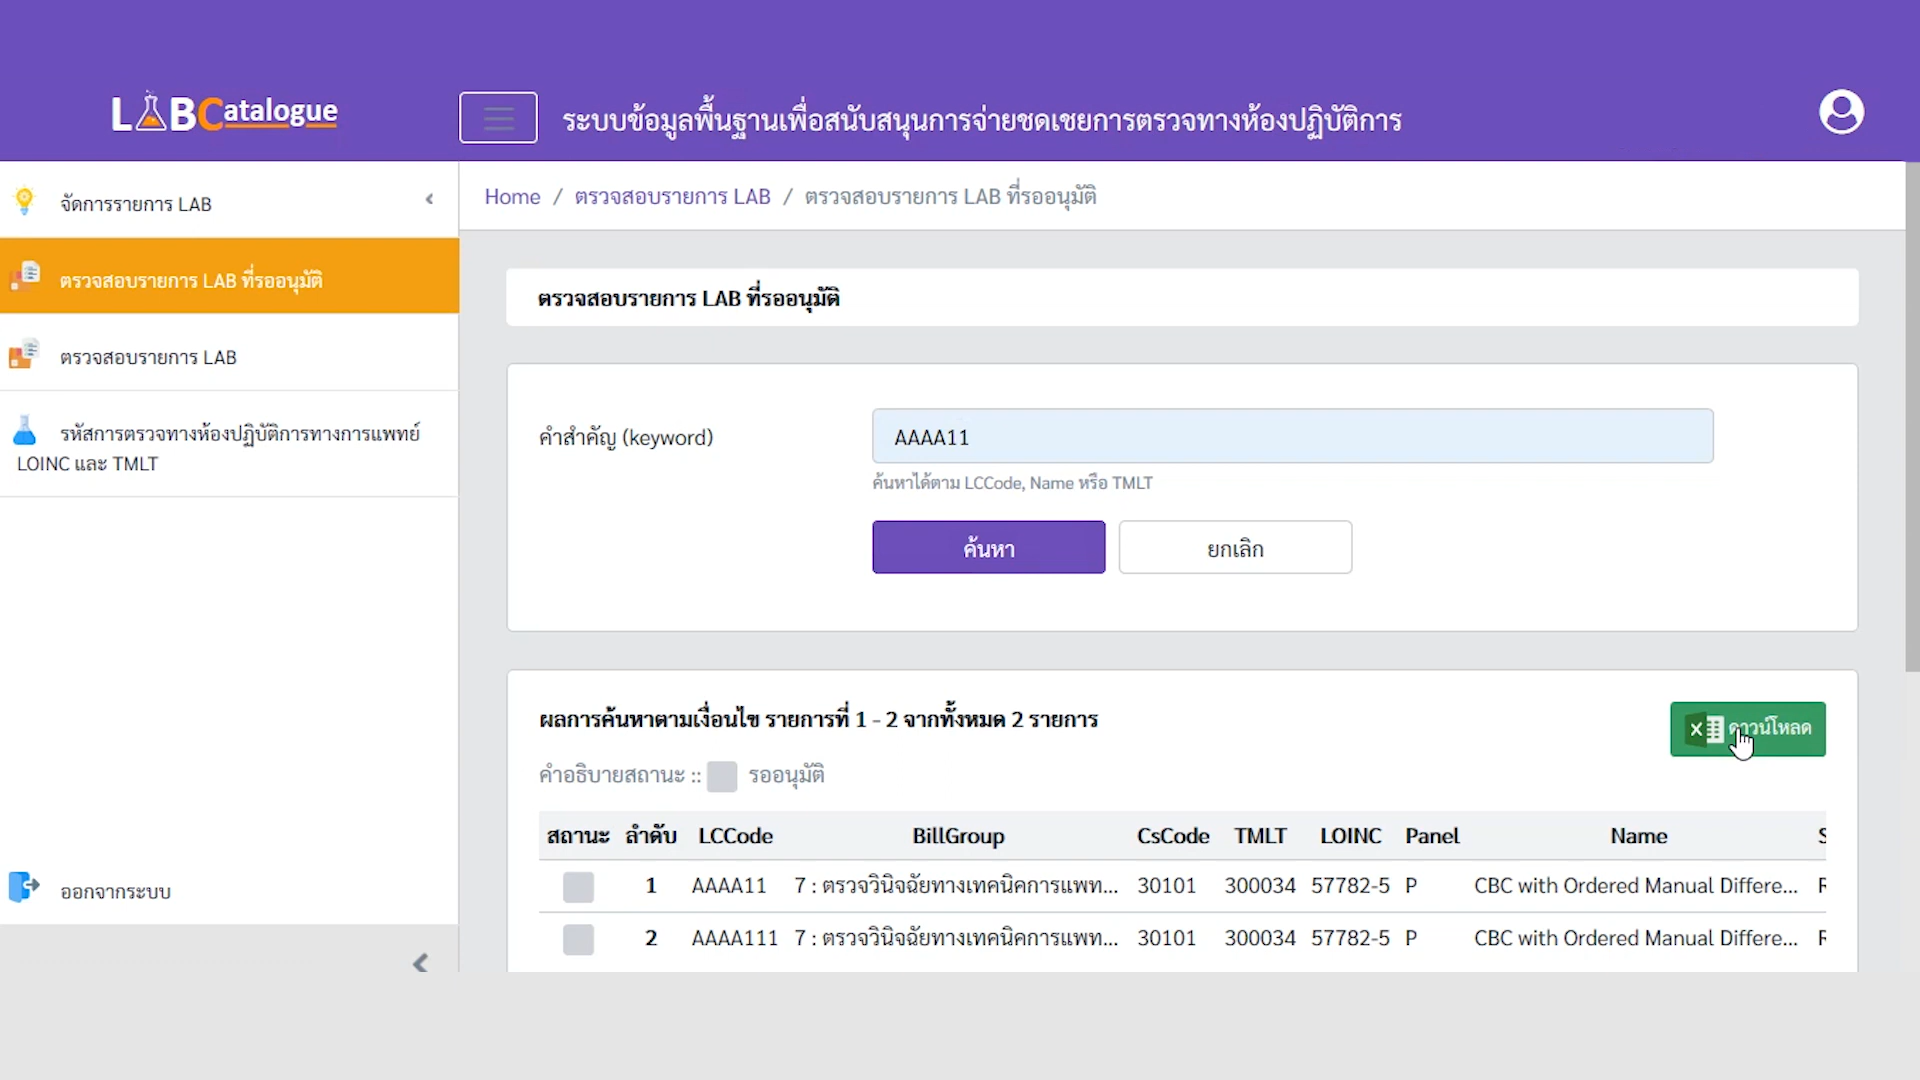 LABCatalogue
ระบบข้อมูลพื้นฐานเพื่อสนับสนุนการจ่ายชดเชยการตรวจทางห้องปฏิบัติการ
จัดการรายการ LAB
ตรวจสอบรายการ LAB ที่รออนุมัติ
ตรวจสอบรายการ LAB
รหัสการตรวจทางห้องปฏิบัติการทางการแพทย์
LOINC และ TMLT
ออกจากระบบ
Home / ตรวจสอบรายการ LAB / ตรวจสอบรายการ LAB ที่รออนุมัติ
ตรวจสอบรายการ LAB ที่รออนุมัติ
คำสำคัญ (keyword) AAAA11
ค้นหาได้ตาม LCCode, Name หรือ TMLT
ค้นหา ยกเลิก
ผลการค้นหาตามเงื่อนไข รายการที่ 1 - 2 จากทั้งหมด 2 รายการ
ดาวน์โหลด
คำอธิบายสถานะ :: รออนุมัติ
สถานะ ลำดับ LCCode BillGroup CsCode TMLT LOINC Panel Name
1 AAAA11 7 : ตรวจวินิจฉัยทางเทคนิคการแพท... 30101 300034 57782-5 P CBC with Ordered Manual Differe...
2 AAAA111 7 : ตรวจวินิจฉัยทางเทคนิคการแพท... 30101 300034 57782-5 P CBC with Ordered Manual Differe...